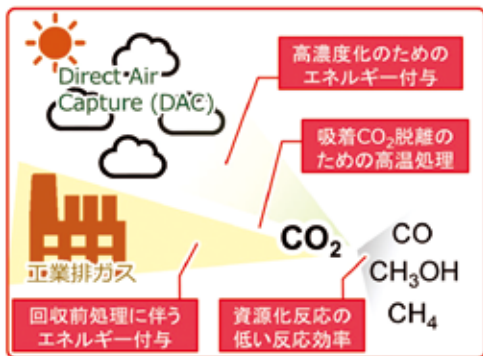 Direct Air
Capture (DAC)
高濃度化のための
エネルギー付与
吸着CO₂脱離の
ための高温処理
CO₂
CO
CH₃OH
CH₄
工業排ガス
回収前処理に伴う
エネルギー付与
資源化反応の
低い反応効率